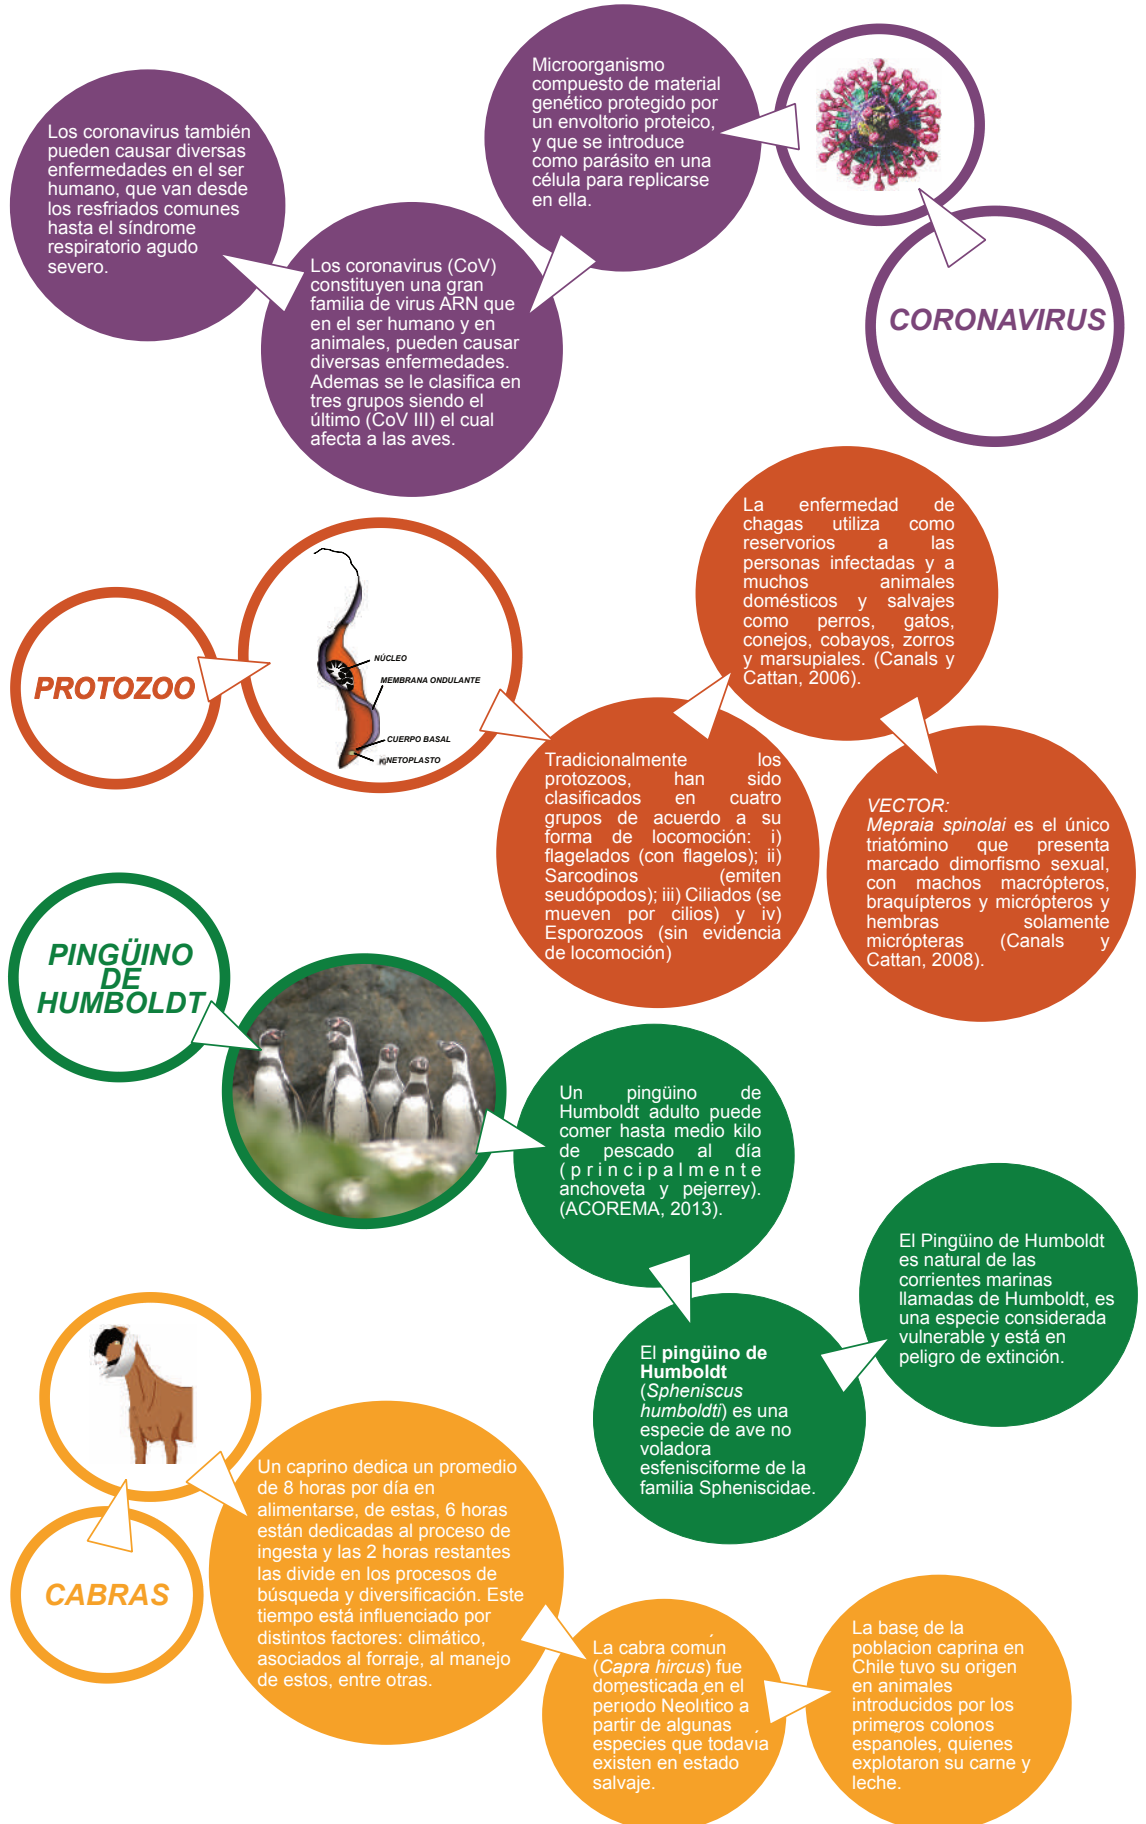 CORONAVIRUS
Microorganismo
compuesto de material
genético protegido por
un envoltorio proteico,
y que se introduce
como parásito en una
célula para replicarse
en ella.
Los coronavirus (CoV)
constituyen una gran
familia de virus ARN que
en el ser humano y en
animales, pueden causar
diversas enfermedades.
Ademas se le clasifica en
tres grupos siendo el
último (CoV III) el cual
afecta a las aves.
Los coronavirus también
pueden causar diversas
enfermedades en el ser
humano, que van desde
los resfriados comunes
hasta el síndrome
respiratorio agudo
severo.
PROTOZOO
NÚCLEO
MEMBRANA ONDULANTE
CUERPO BASAL
KINETOPLASTO
Tradicionalmente los
protozoos, han sido
clasificados en cuatro
grupos de acuerdo a su
forma de locomoción: i)
flagelados (con flagelos); ii)
Sarcodinos (emiten
seudópodos); iii) Ciliados (se
mueven por cilios) y iv)
Esporozoos (sin evidencia
de locomoción)
La enfermedad de
chagas utiliza como
reservorios a las
personas infectadas y a
muchos animales
domésticos y salvajes
como perros, gatos,
conejos, cobayos, zorros
y marsupiales. (Canals y
Cattan, 2006).
VECTOR:
Mepraia spinolai es el único
triatómino que presenta
marcado dimorfismo sexual,
con machos macrópteros,
braquípteros y micrópteros y
hembras solamente
micrópteras (Canals y
Cattan, 2008).
PINGÜINO
DE
HUMBOLDT
Un pingüino de
Humboldt adulto puede
comer hasta medio kilo
de pescado al día
(principalmente
anchoveta y pejerrey).
(ACOREMA, 2013).
El pingüino de
Humboldt
(Spheniscus
humboldti) es una
especie de ave no
voladora
esfenisciforme de la
familia Spheniscidae.
El Pingüino de Humboldt
es natural de las
corrientes marinas
llamadas de Humboldt, es
una especie considerada
vulnerable y está en
peligro de extinción.
CABRAS
Un caprino dedica un promedio
de 8 horas por día en
alimentarse, de estas, 6 horas
están dedicadas al proceso de
ingesta y las 2 horas restantes
las divide en los procesos de
búsqueda y diversificación. Este
tiempo está influenciado por
distintos factores: climático,
asociados al forraje, al manejo
de estos, entre otras.
La cabra común
(Capra hircus) fue
domesticada en el
período Neolítico a
partir de algunas
especies que todavía
existen en estado
salvaje.
La base de la
poblacion caprina en
Chile tuvo su origen
en animales
introducidos por los
primeros colonos
españoles, quienes
explotaron su carne y
leche.